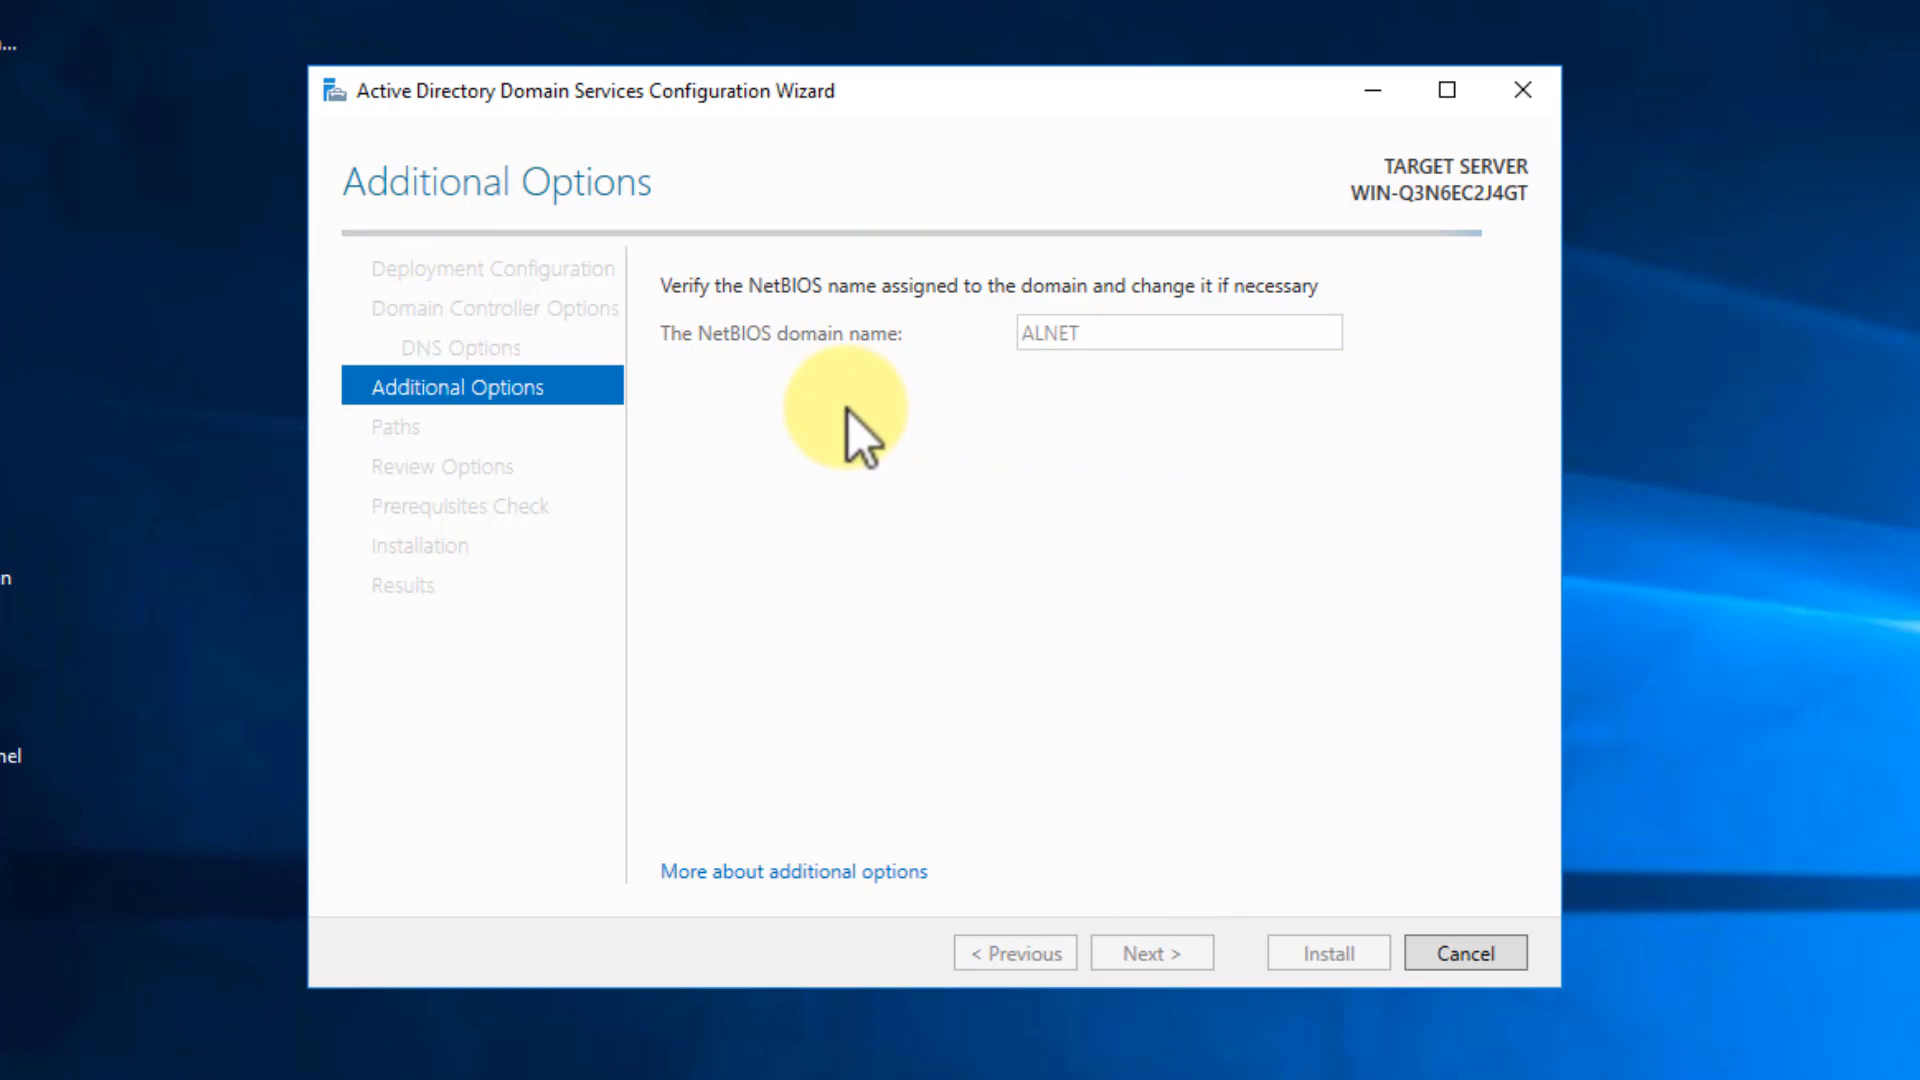 ...
Active Directory Domain Services Configuration Wizard
Additional Options
TARGET SERVER
WIN-Q3N6EC2J4GT
Deployment Configuration
Domain Controller Options
DNS Options
Additional Options
Paths
Review Options
Prerequisites Check
Installation
Results
Verify the NetBIOS name assigned to the domain and change it if necessary
The NetBIOS domain name:
ALNET
More about additional options
< Previous
Next >
Install
Cancel
n
nel